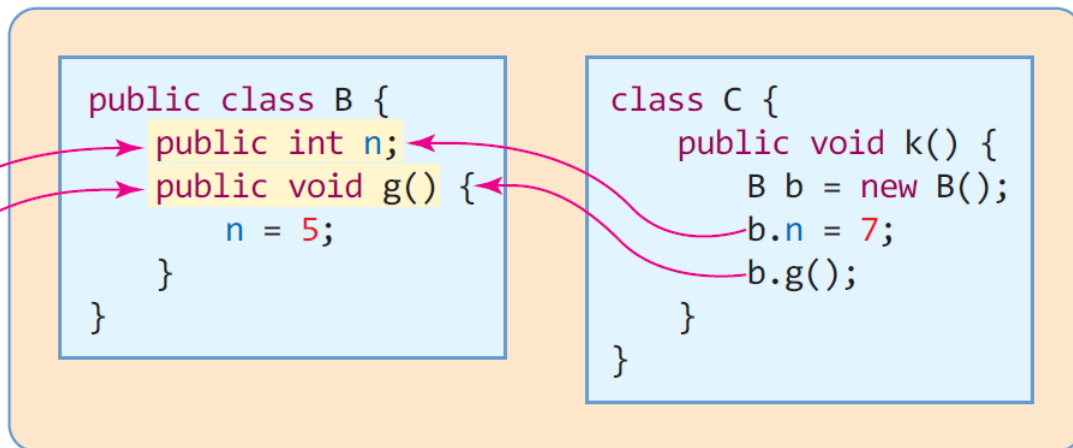 public class B {
public int n;
public void g() {
n = 5;
}
}
class C {
public void k() {
B b = new B();
b.n = 7;
b.g();
}
}